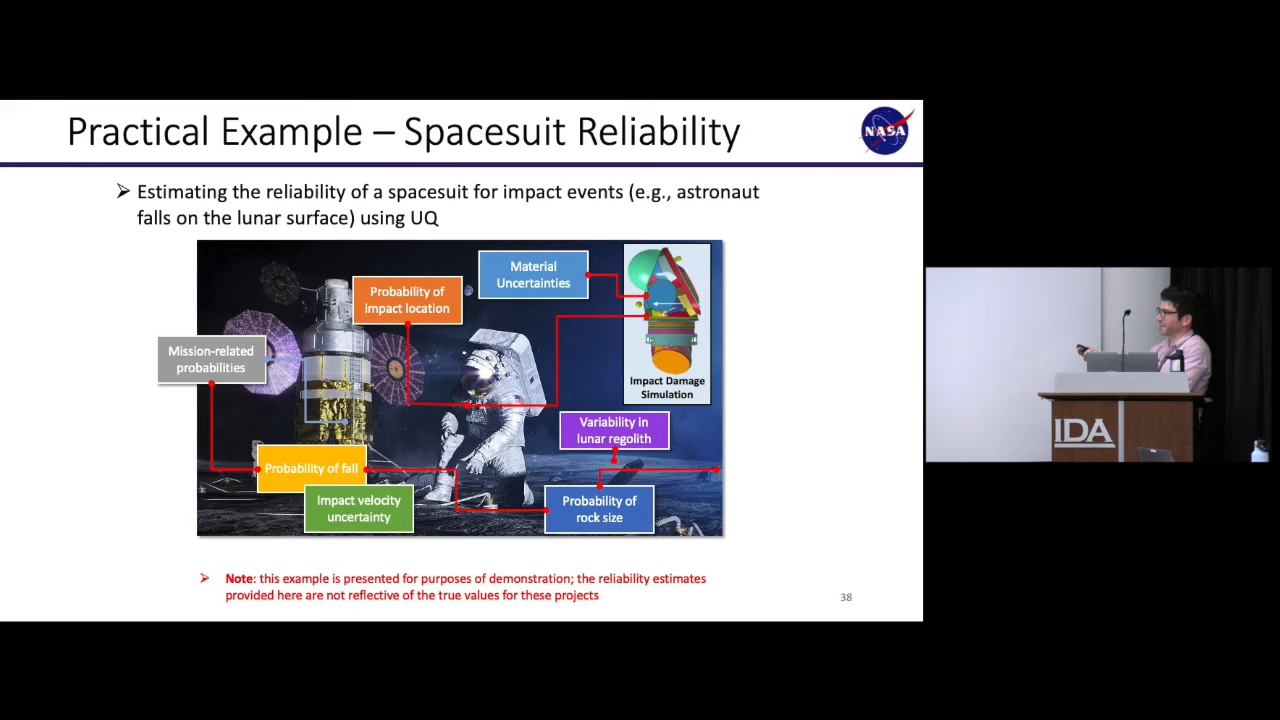 Practical Example – Spacesuit Reliability
NASA
➢ Estimating the reliability of a spacesuit for impact events (e.g., astronaut
falls on the lunar surface) using UQ
Material
Uncertainties
Probability of
impact location
Mission-related
probabilities
Impact Damage
Simulation
Variability in
lunar regolith
Probability of fall
Impact velocity
uncertainty
Probability of
rock size
➢ Note: this example is presented for purposes of demonstration; the reliability estimates
provided here are not reflective of the true values for these projects
38
IDA